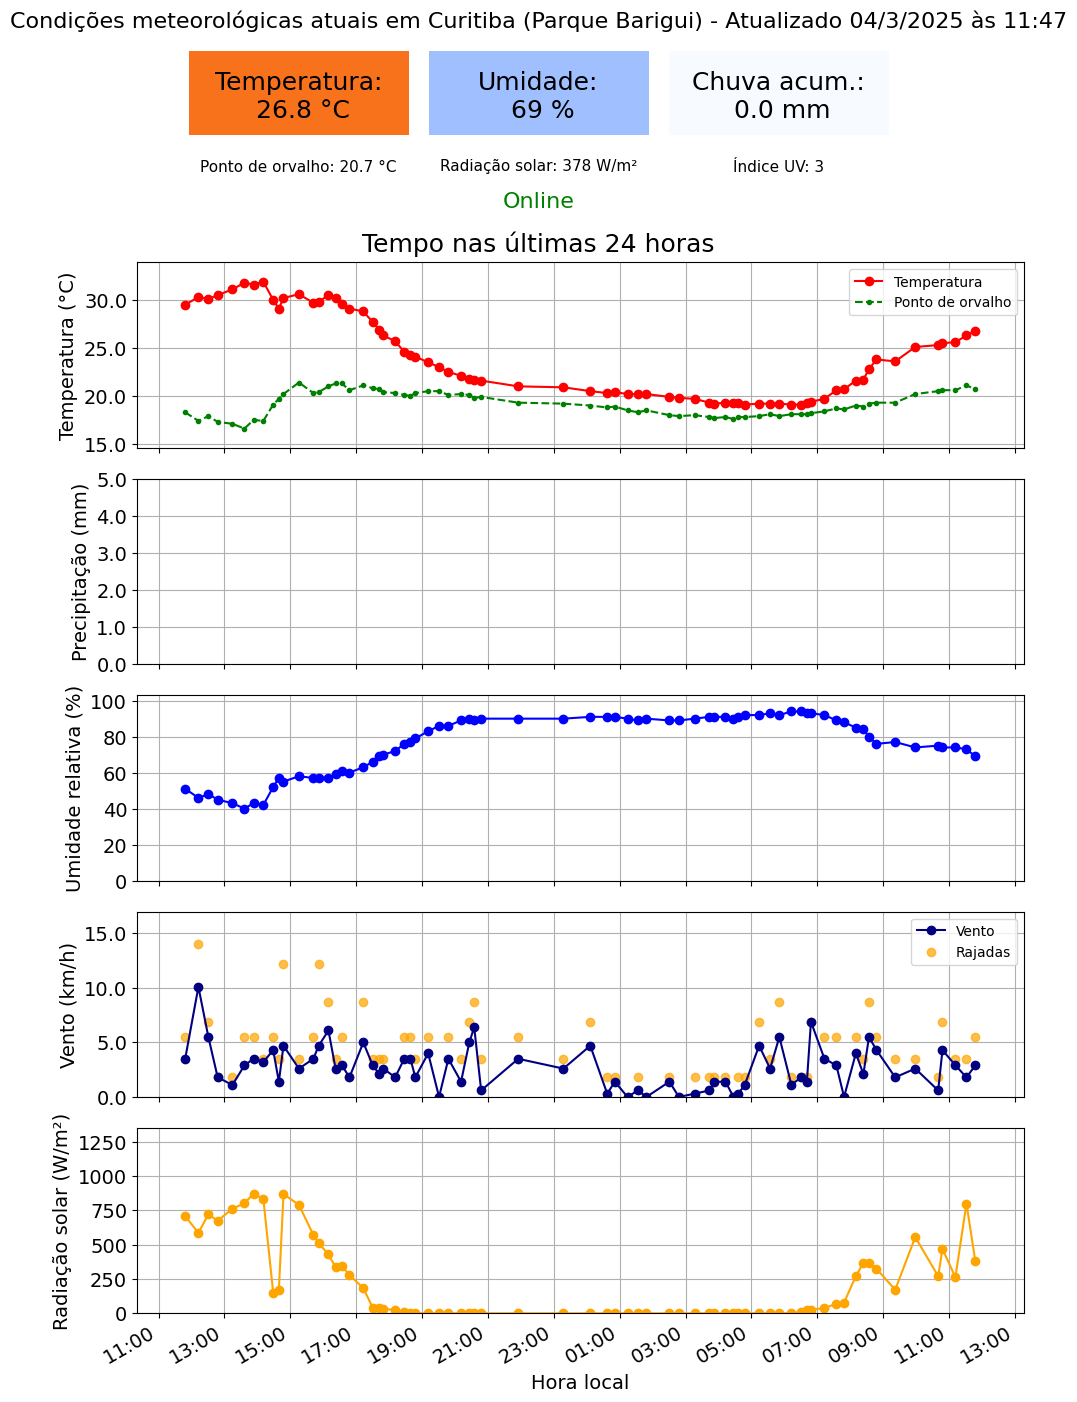 Condições meteorológicas atuais em Curitiba (Parque Barigui) - Atualizado 04/3/2025 às 11:47
Temperatura:
26.8 °C
Umidade:
69 %
Chuva acum.:
0.0 mm
Ponto de orvalho: 20.7 °C
Radiação solar: 378 W/m²
Índice UV: 3
Online
Tempo nas últimas 24 horas
Temperatura (°C)
30.0
25.0
20.0
15.0
Temperatura
Ponto de orvalho
Precipitação (mm)
5.0
4.0
3.0
2.0
1.0
0.0
Umidade relativa (%)
100
80
60
40
20
0
Vento (km/h)
15.0
10.0
5.0
0.0
Vento
Rajadas
Radiação solar (W/m²)
1250
1000
750
500
250
0
11:00
13:00
15:00
17:00
19:00
21:00
23:00
01:00
03:00
05:00
07:00
09:00
11:00
13:00
Hora local